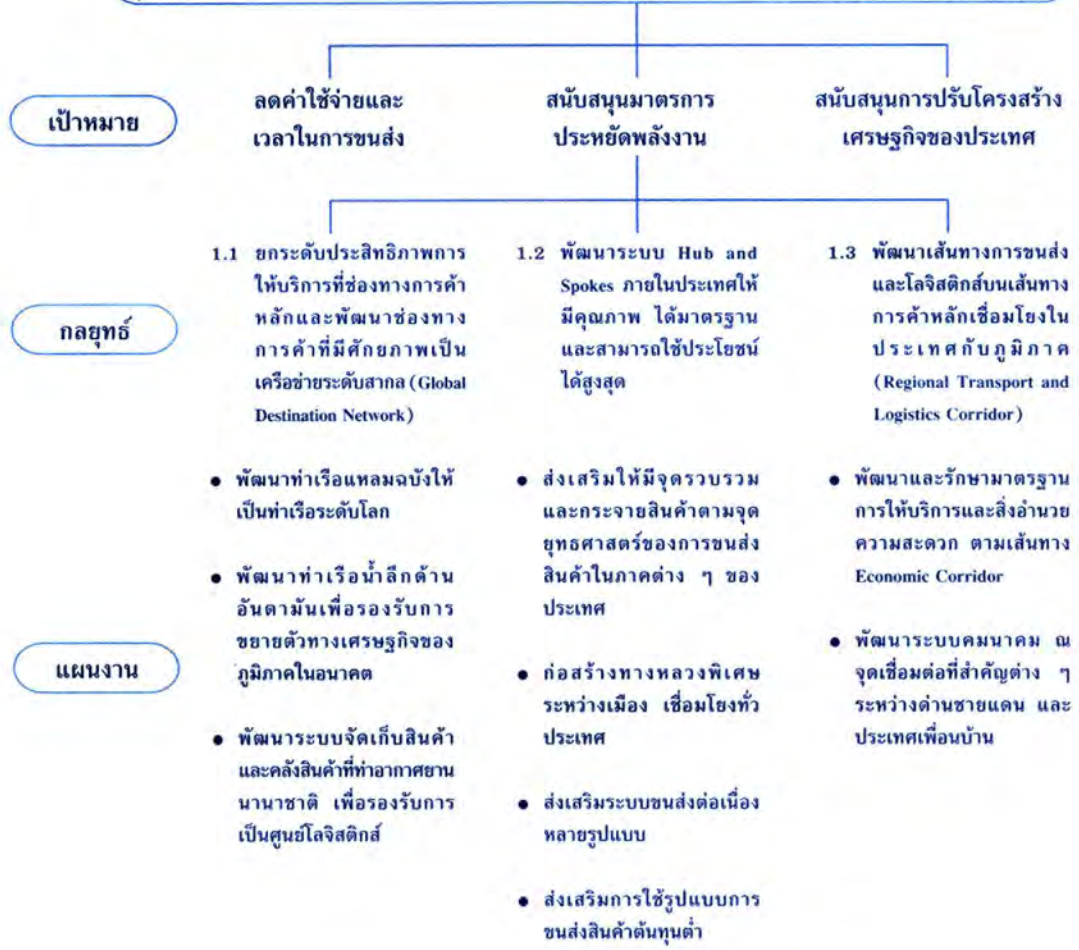 เป้าหมาย
ลดค่าใช้จ่ายและ
เวลาในการขนส่ง
สนับสนุนมาตรการ
ประหยัดพลังงาน
สนับสนุนการปรับโครงสร้าง
เศรษฐกิจของประเทศ
กลยุทธ์
1.1 ยกระดับประสิทธิภาพการ
ให้บริการที่ช่องทางการค้า
หลักและพัฒนาช่องทาง
การค้าที่มีศักยภาพเป็น
เครือข่ายระดับสากล (Global
Destination Network)
1.2 พัฒนาระบบ Hub and
Spokes ภายในประเทศให้
มีคุณภาพ ได้มาตรฐาน
และสามารถใช้ประโยชน์
ได้สูงสุด
1.3 พัฒนาเส้นทางการขนส่ง
และโลจิสติกส์บนเส้นทาง
การค้าหลักเชื่อมโยงใน
ประเทศกับภูมิภาค
(Regional Transport and
Logistics Corridor)
แผนงาน
● พัฒนาท่าเรือแหลมฉบังให้
เป็นท่าเรือระดับโลก
● พัฒนาท่าเรือน้ำลึกด้าน
อันดามันเพื่อรองรับการ
ขยายตัวทางเศรษฐกิจของ
ภูมิภาคในอนาคต
● พัฒนาระบบจัดเก็บสินค้า
และคลังสินค้าที่ท่าอากาศยาน
นานาชาติ เพื่อรองรับการ
เป็นศูนย์โลจิสติกส์
● ส่งเสริมให้มีจุดรวบรวม
และกระจายสินค้าตามจุด
ยุทธศาสตร์ของการขนส่ง
สินค้าในภาคต่าง ๆ ของ
ประเทศ
● ก่อสร้างทางหลวงพิเศษ
ระหว่างเมือง เชื่อมโยงทั่ว
ประเทศ
● ส่งเสริมระบบขนส่งต่อเนื่อง
หลายรูปแบบ
● ส่งเสริมการใช้รูปแบบการ
ขนส่งสินค้าต้นทุนต่ำ
● พัฒนาและรักษามาตรฐาน
การให้บริการและสิ่งอำนวย
ความสะดวก ตามเส้นทาง
Economic Corridor
● พัฒนาระบบคมนาคม ณ
จุดเชื่อมต่อที่สำคัญต่าง ๆ
ระหว่างด่านชายแดน และ
ประเทศเพื่อนบ้าน